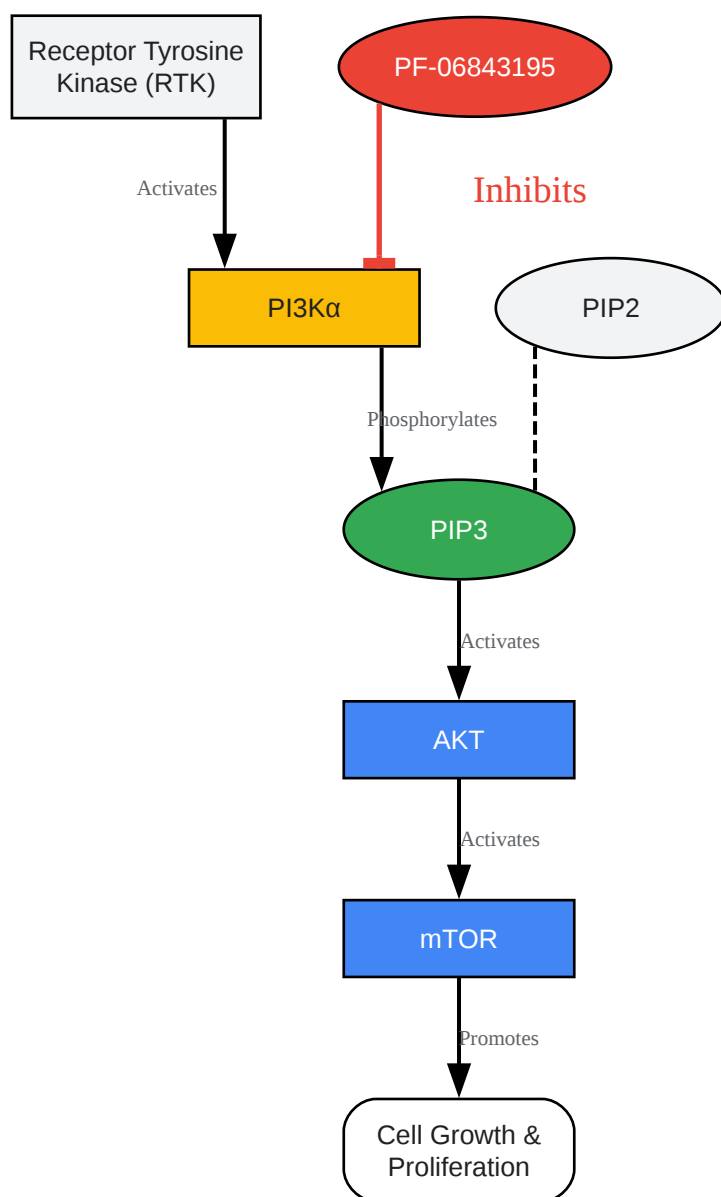 Receptor Tyrosine
Kinase (RTK)
PF-06843195
Activates
Inhibits
PI3Kα
PIP2
Phosphorylates
PIP3
Activates
AKT
Activates
mTOR
Promotes
Cell Growth &
Proliferation